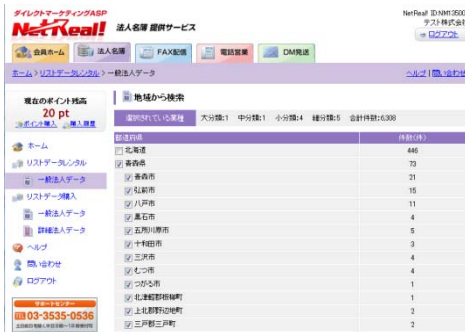 ダイレクトマーケティングASP
NetReal! 法人名簿 提供サービス
NetReal! ID:NM13500
テスト株式会
ログアウト
会員ホーム 法人名簿 FAX配信 電話営業 DM発送
ホーム > リストデータレンタル > 一般法人データ
ヘルプ | 問い合わせ
現在のポイント残高
20 pt
ポイント購入 購入履歴
ホーム
リストデータレンタル
一般法人データ
リストデータ購入
一般法人データ
詳細法人データ
ヘルプ
問い合わせ
ログアウト
サポートセンター
TEL 03-3535-0536
地域から検索
選択されている業種 大分類:1 中分類:1 小分類:4 細分類:5 合計件数:6,308
都道府県 件数(件)
北海道 446
青森県 73
青森市 21
弘前市 15
八戸市 11
黒石市 4
五所川原市 5
十和田市 3
三沢市 4
むつ市 4
つがる市 1
北津軽郡板柳町 1
上北郡野辺地町 2
三戸郡三戸町 2